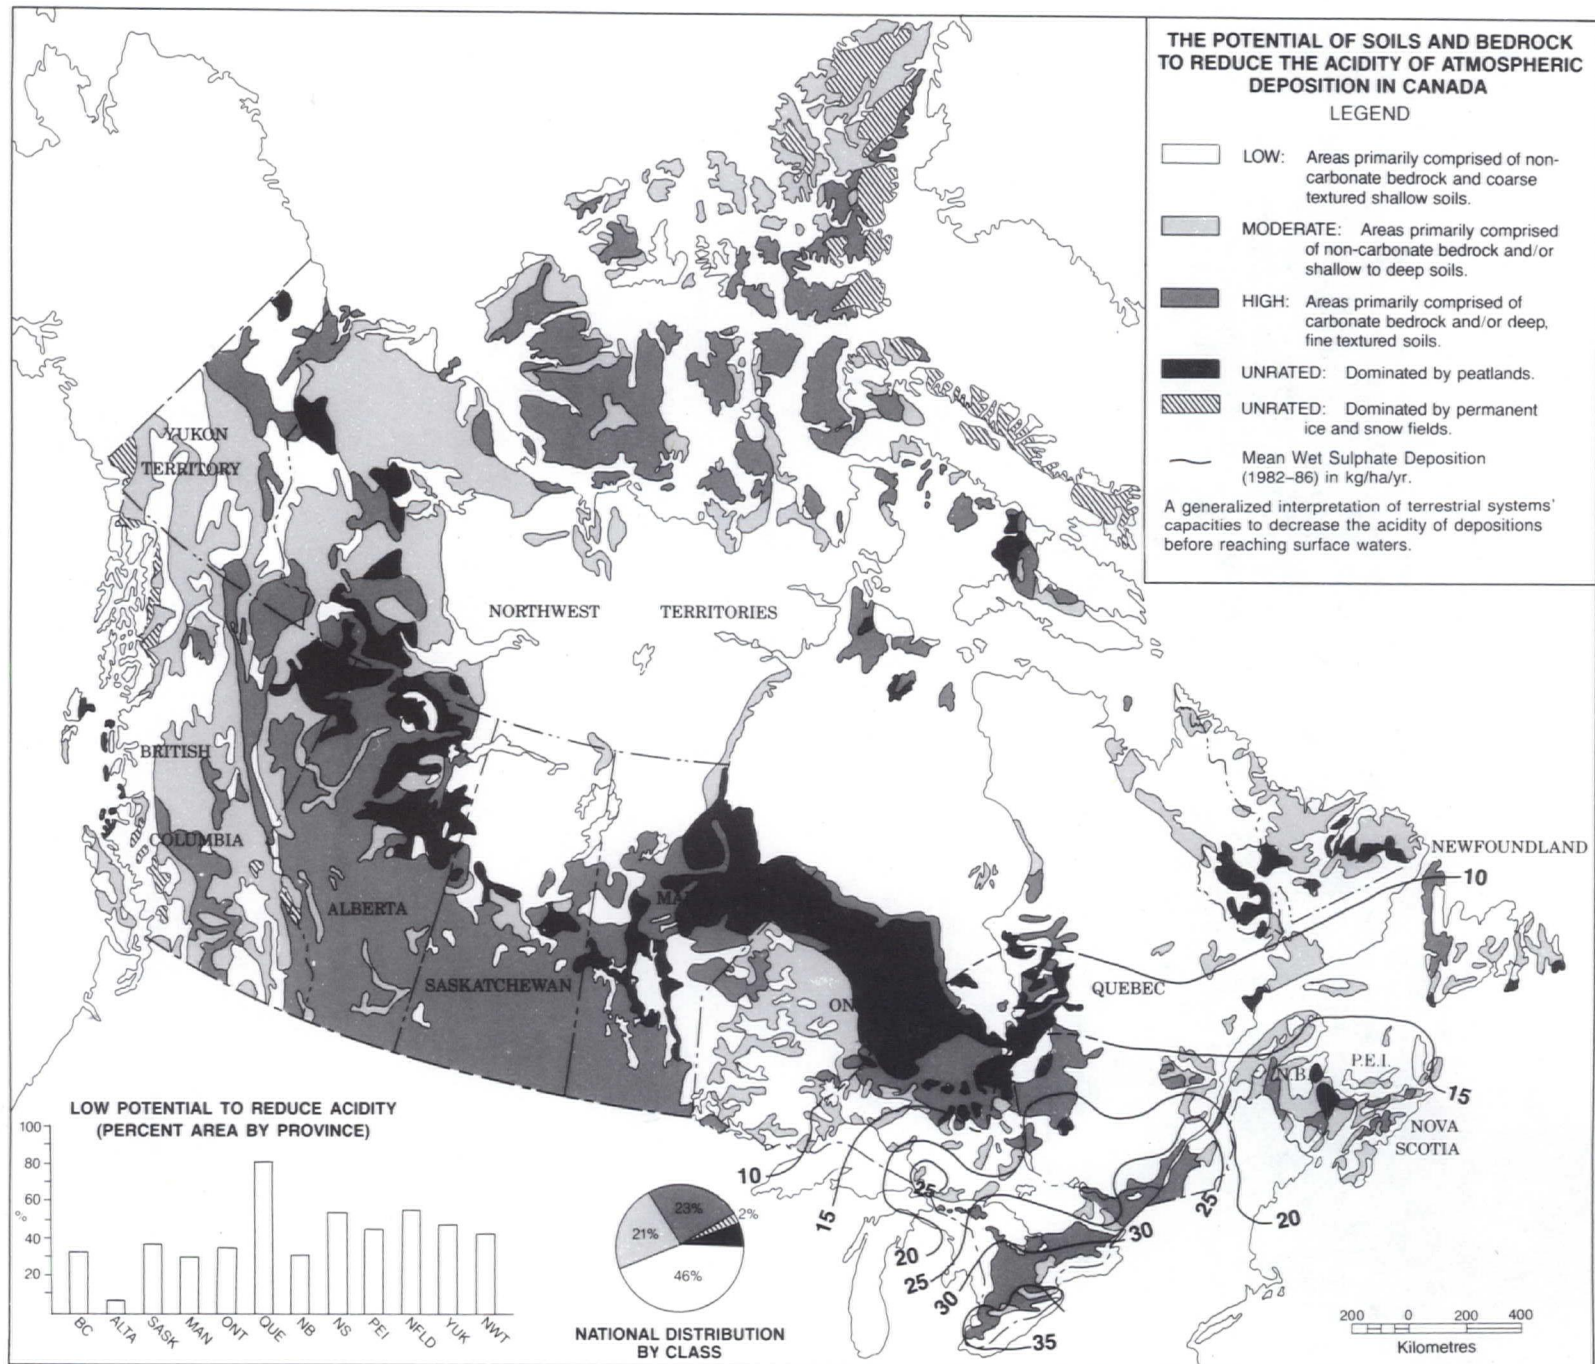 THE POTENTIAL OF SOILS AND BEDROCK
TO REDUCE THE ACIDITY OF ATMOSPHERIC
DEPOSITION IN CANADA
LEGEND
LOW: Areas primarily comprised of non-
carbonate bedrock and coarse
textured shallow soils.
MODERATE: Areas primarily comprised
of non-carbonate bedrock and/or
shallow to deep soils.
HIGH: Areas primarily comprised of
carbonate bedrock and/or deep,
fine textured soils.
UNRATED: Dominated by peatlands.
UNRATED: Dominated by permanent
ice and snow fields.
Mean Wet Sulphate Deposition
(1982–86) in kg/ha/yr.
A generalized interpretation of terrestrial systems'
capacities to decrease the acidity of depositions
before reaching surface waters.
YUKON
TERRITORY
NORTHWEST TERRITORIES
BRITISH
COLUMBIA
ALBERTA
SASKATCHEWAN
MA
ON
QUEBEC
NEWFOUNDLAND
10
N.B.
P.E.I.
15
NOVA
SCOTIA
10
15
25
20
25
30
35
30
25
20
LOW POTENTIAL TO REDUCE ACIDITY
(PERCENT AREA BY PROVINCE)
100
80
60
%
40
20
BC
ALTA
SASK
MAN
ONT
QUE
NB
NS
PEI
NFLD
YUK
NWT
23%
2%
21%
46%
NATIONAL DISTRIBUTION
BY CLASS
200 0 200 400
Kilometres